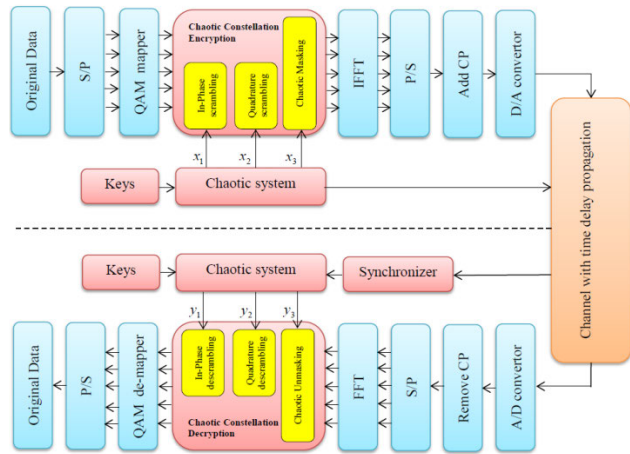 Original Data
S/P
QAM mapper
Chaotic Constellation
Encryption
In-Phase
scrambling
Quadrature
scrambling
Chaotic Masking
IFFT
P/S
Add CP
D/A convertor
x1
x2
x3
Keys
Chaotic system
Channel with time delay propagation
Keys
Chaotic system
Synchronizer
y1
y2
y3
Original Data
P/S
QAM de-mapper
In-Phase
descrambling
Quadrature
descrambling
Chaotic Unmasking
Chaotic Constellation
Decryption
FFT
S/P
Remove CP
A/D convertor